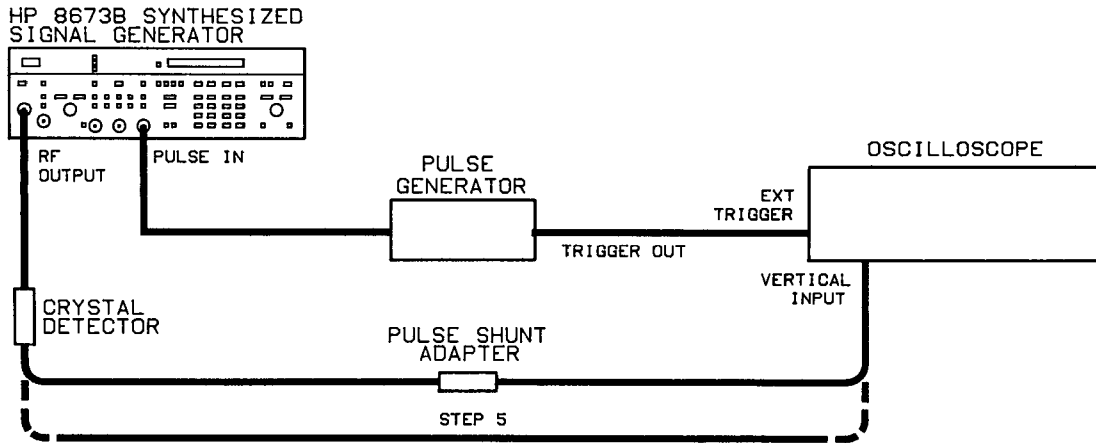 HP 8673B SYNTHESIZED
SIGNAL GENERATOR
RF
OUTPUT
PULSE IN
PULSE
GENERATOR
OSCILLOSCOPE
EXT
TRIGGER
TRIGGER OUT
VERTICAL
INPUT
CRYSTAL
DETECTOR
PULSE SHUNT
ADAPTER
STEP 5